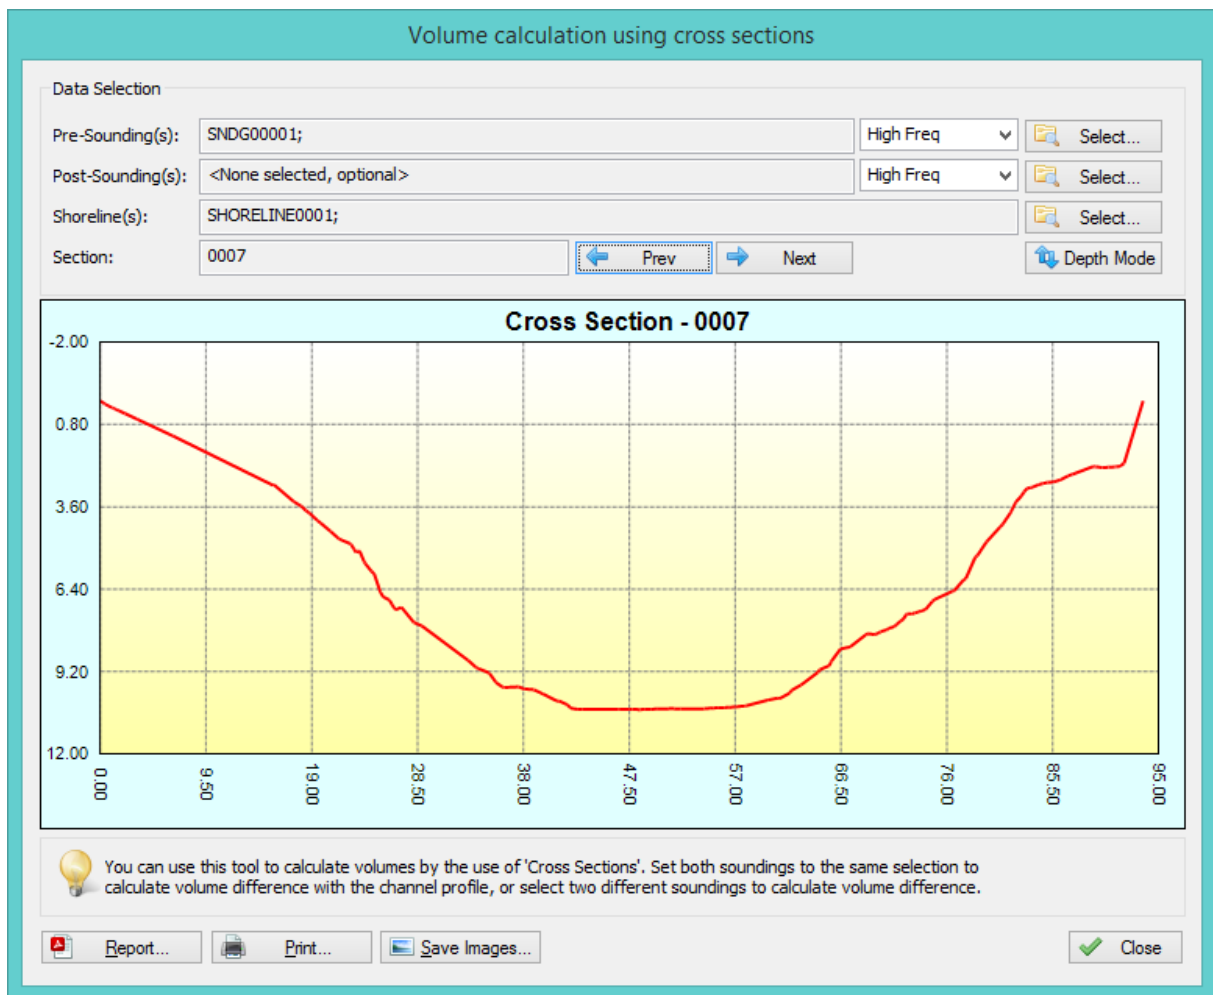 Volume calculation using cross sections
Data Selection
Pre-Sounding(s): SNDG00001; High Freq Select...
Post-Sounding(s): <None selected, optional> High Freq Select...
Shoreline(s): SHORELINE0001; Select...
Section: 0007 Prev Next Depth Mode
Cross Section - 0007
-2.00
0.80
3.60
6.40
9.20
12.00
0.00 9.50 19.00 28.50 38.00 47.50 57.00 66.50 76.00 85.50 95.00
You can use this tool to calculate volumes by the use of 'Cross Sections'. Set both soundings to the same selection to
calculate volume difference with the channel profile, or select two different soundings to calculate volume difference.
Report... Print... Save Images... Close